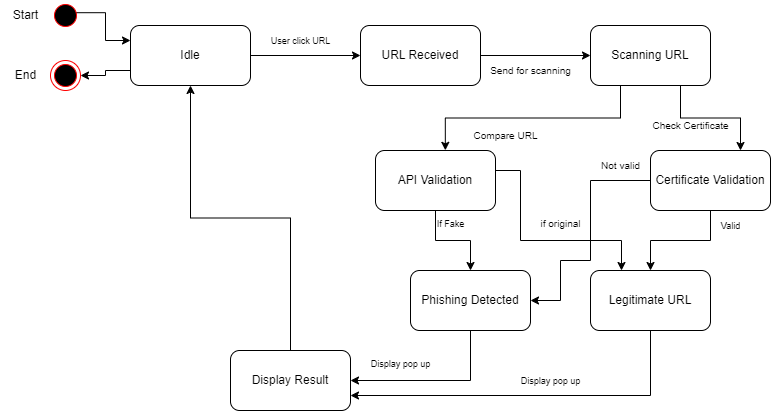 Start
End
Idle
User click URL
URL Received
Send for scanning
Scanning URL
Compare URL
Check Certificate
API Validation
Not valid
Certificate Validation
If Fake
if original
Valid
Phishing Detected
Legitimate URL
Display Result
Display pop up
Display pop up